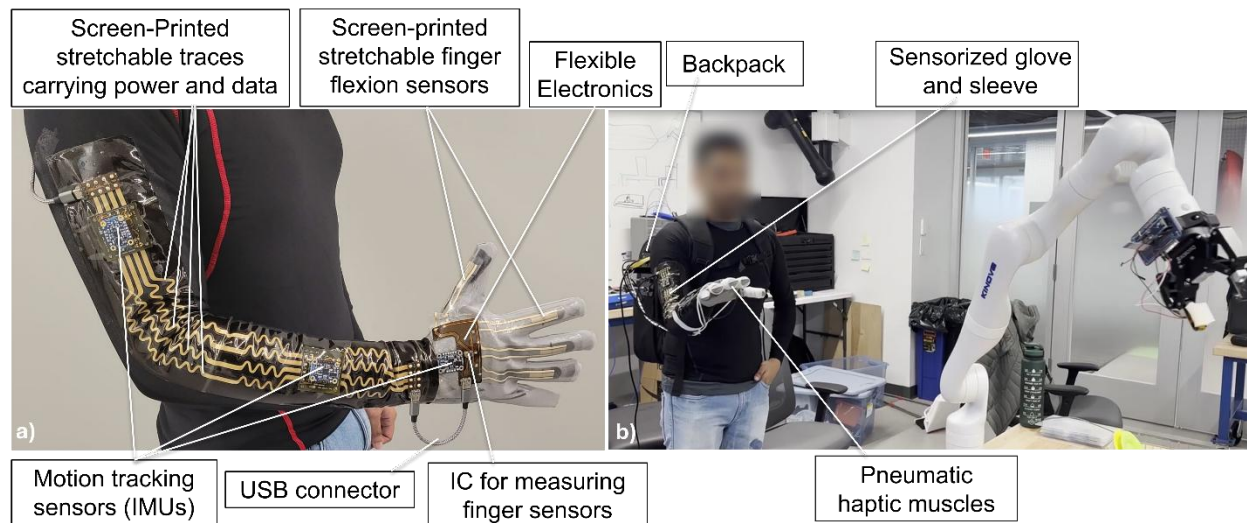 Screen-Printed
stretchable traces
carrying power and data
Screen-printed
stretchable finger
flexion sensors
Flexible
Electronics
Backpack
Sensorized glove
and sleeve
KINOVA
a)
b)
Motion tracking
sensors (IMUs)
USB connector
IC for measuring
finger sensors
Pneumatic
haptic muscles